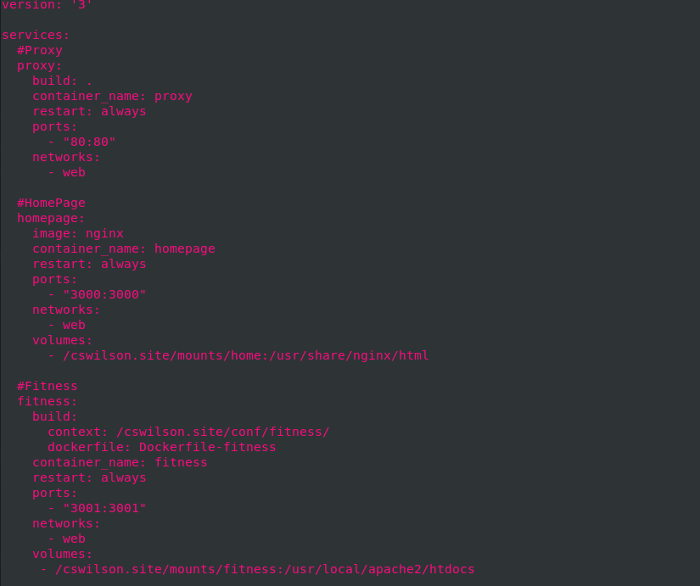 version: '3'

services:
  #Proxy
  proxy:
    build: .
    container_name: proxy
    restart: always
    ports:
      - "80:80"
    networks:
      - web

  #HomePage
  homepage:
    image: nginx
    container_name: homepage
    restart: always
    ports:
      - "3000:3000"
    networks:
      - web
    volumes:
      - /cswilson.site/mounts/home:/usr/share/nginx/html

  #Fitness
  fitness:
    build:
      context: /cswilson.site/conf/fitness/
      dockerfile: Dockerfile-fitness
    container_name: fitness
    restart: always
    ports:
      - "3001:3001"
    networks:
      - web
    volumes:
     - /cswilson.site/mounts/fitness:/usr/local/apache2/htdocs